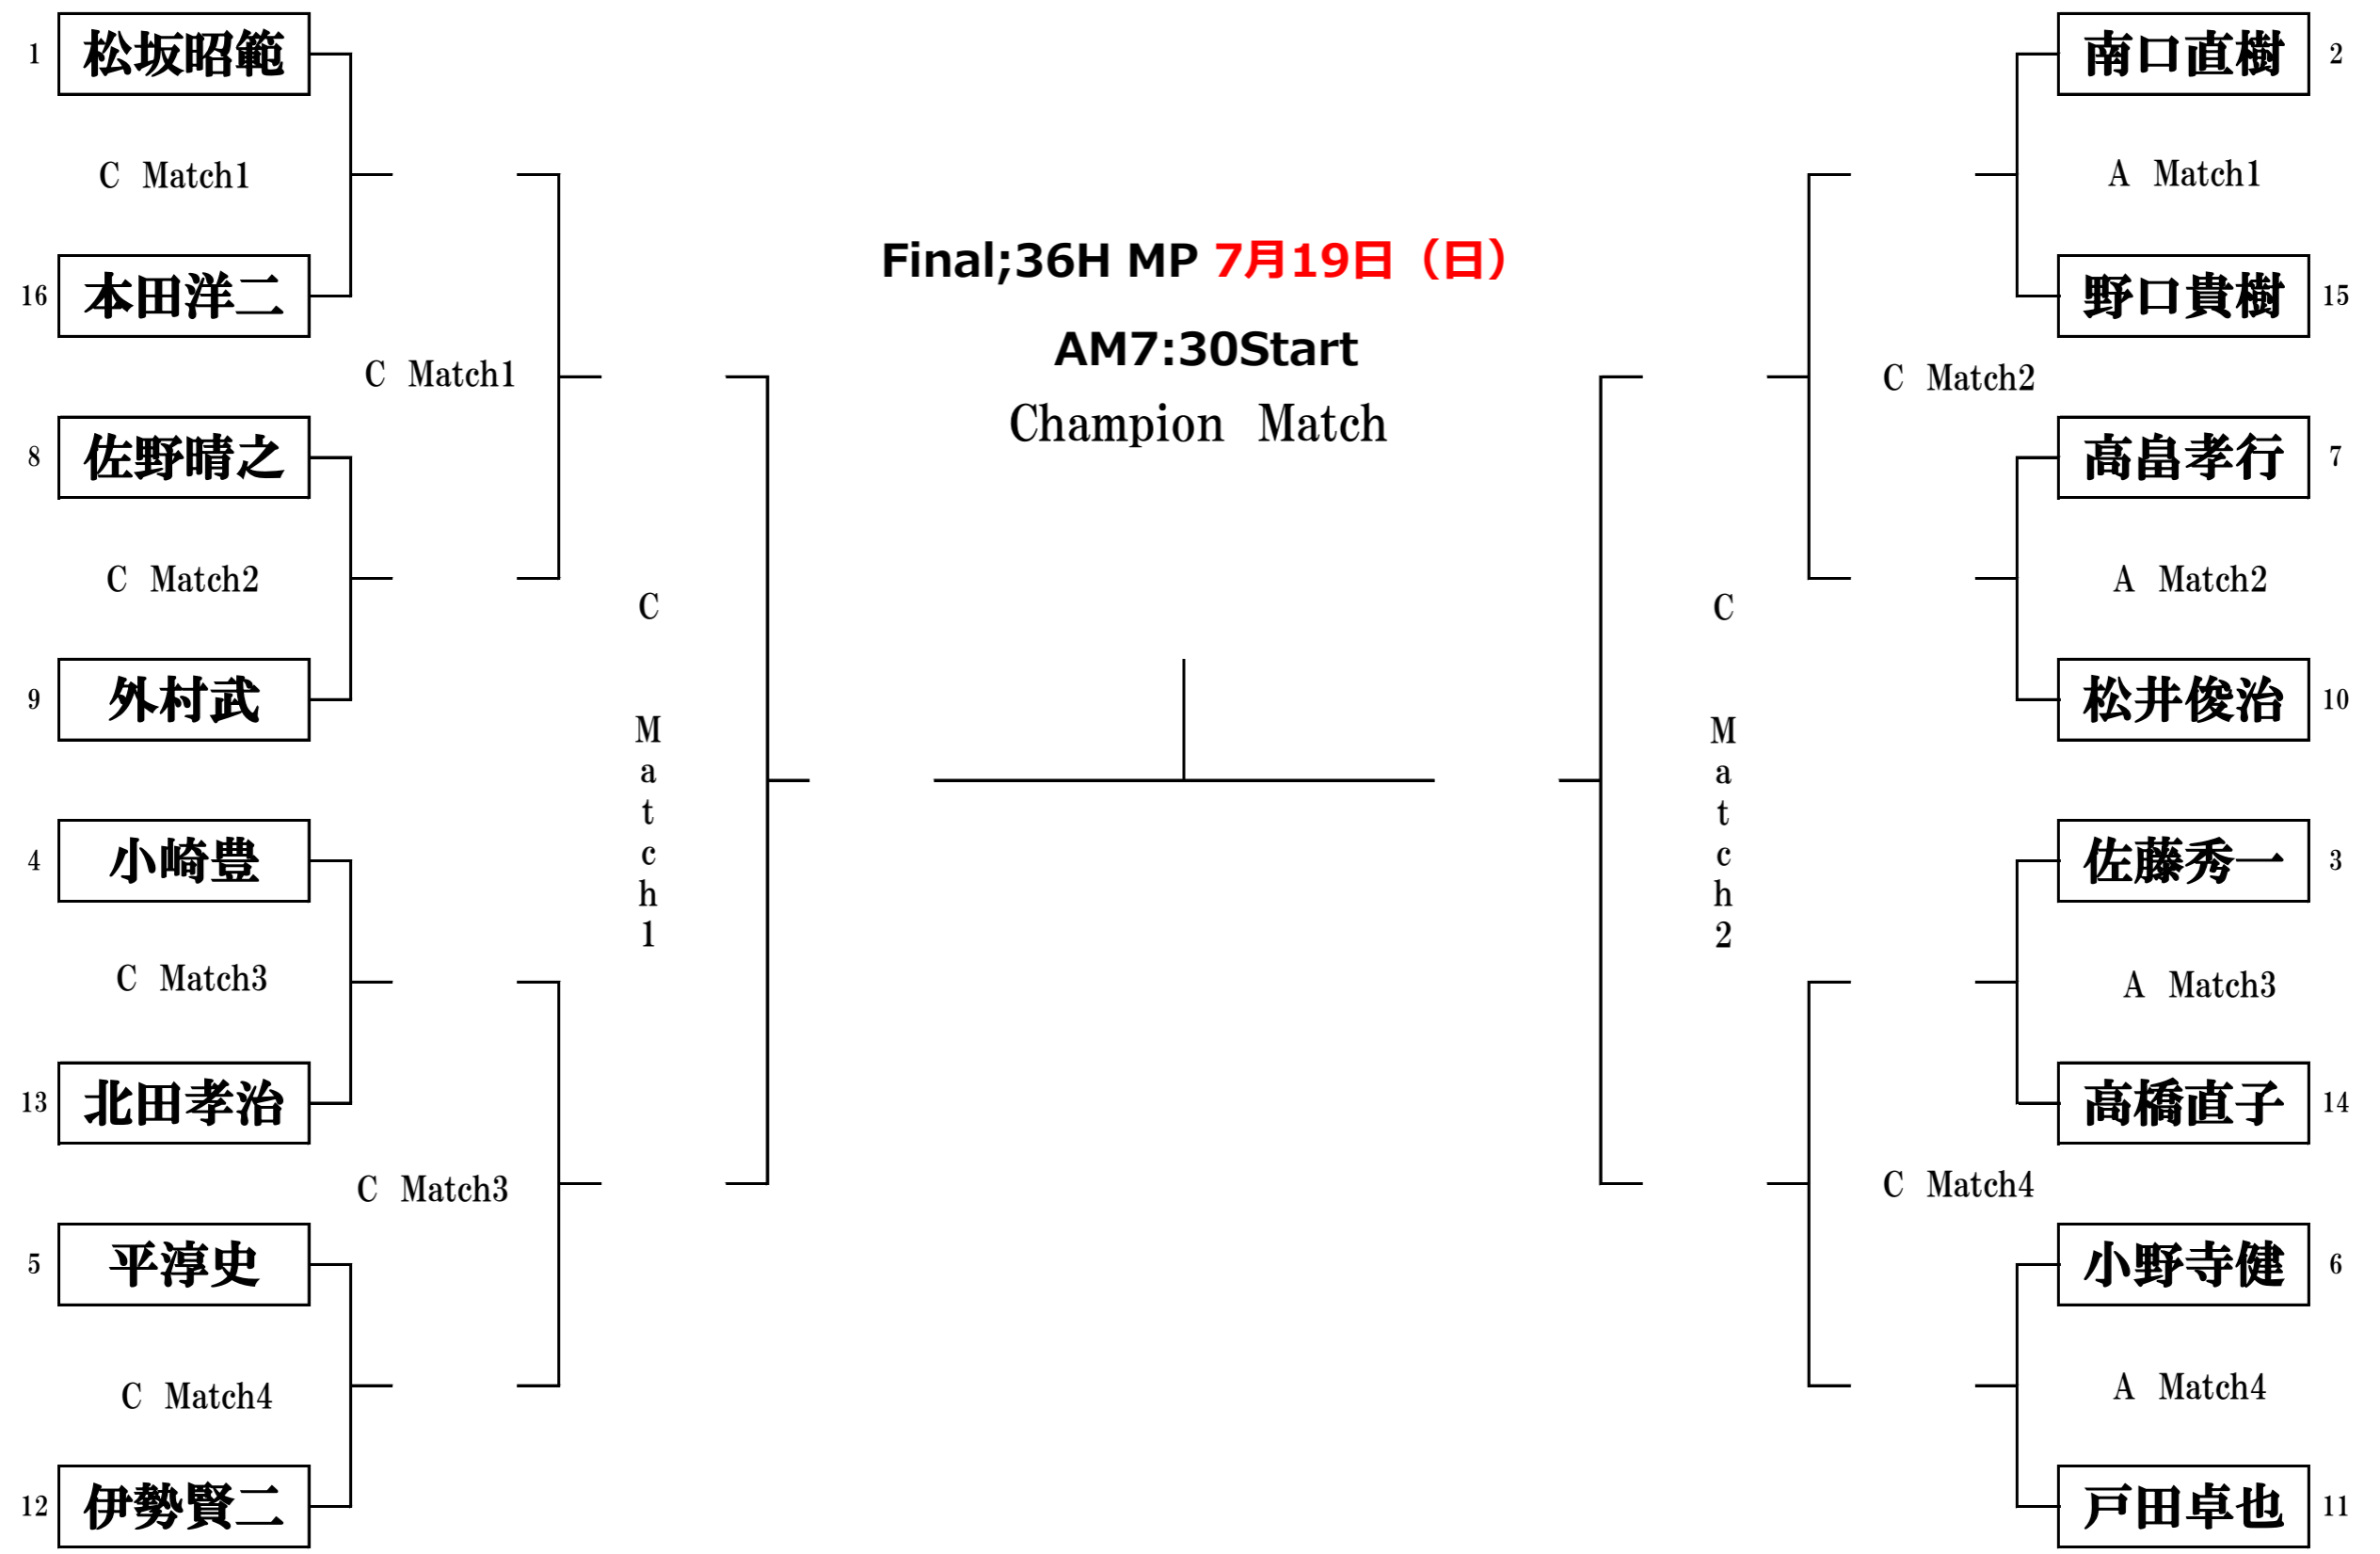 1 松坂昭範
C Match1
16 本田洋二
C Match1
8 佐野晴之
C Match2
9 外村武
C
Match1
4 小崎豊
C Match3
13 北田孝治
C Match3
5 平淳史
C Match4
12 伊勢賢二
Final;36H MP 7月19日（日）
AM7:30Start
Champion Match
南口直樹 2
A Match1
野口貴樹 15
C Match2
高畠孝行 7
A Match2
松井俊治 10
C
Match2
佐藤秀一 3
A Match3
高橋直子 14
C Match4
小野寺健 6
A Match4
戸田卓也 11